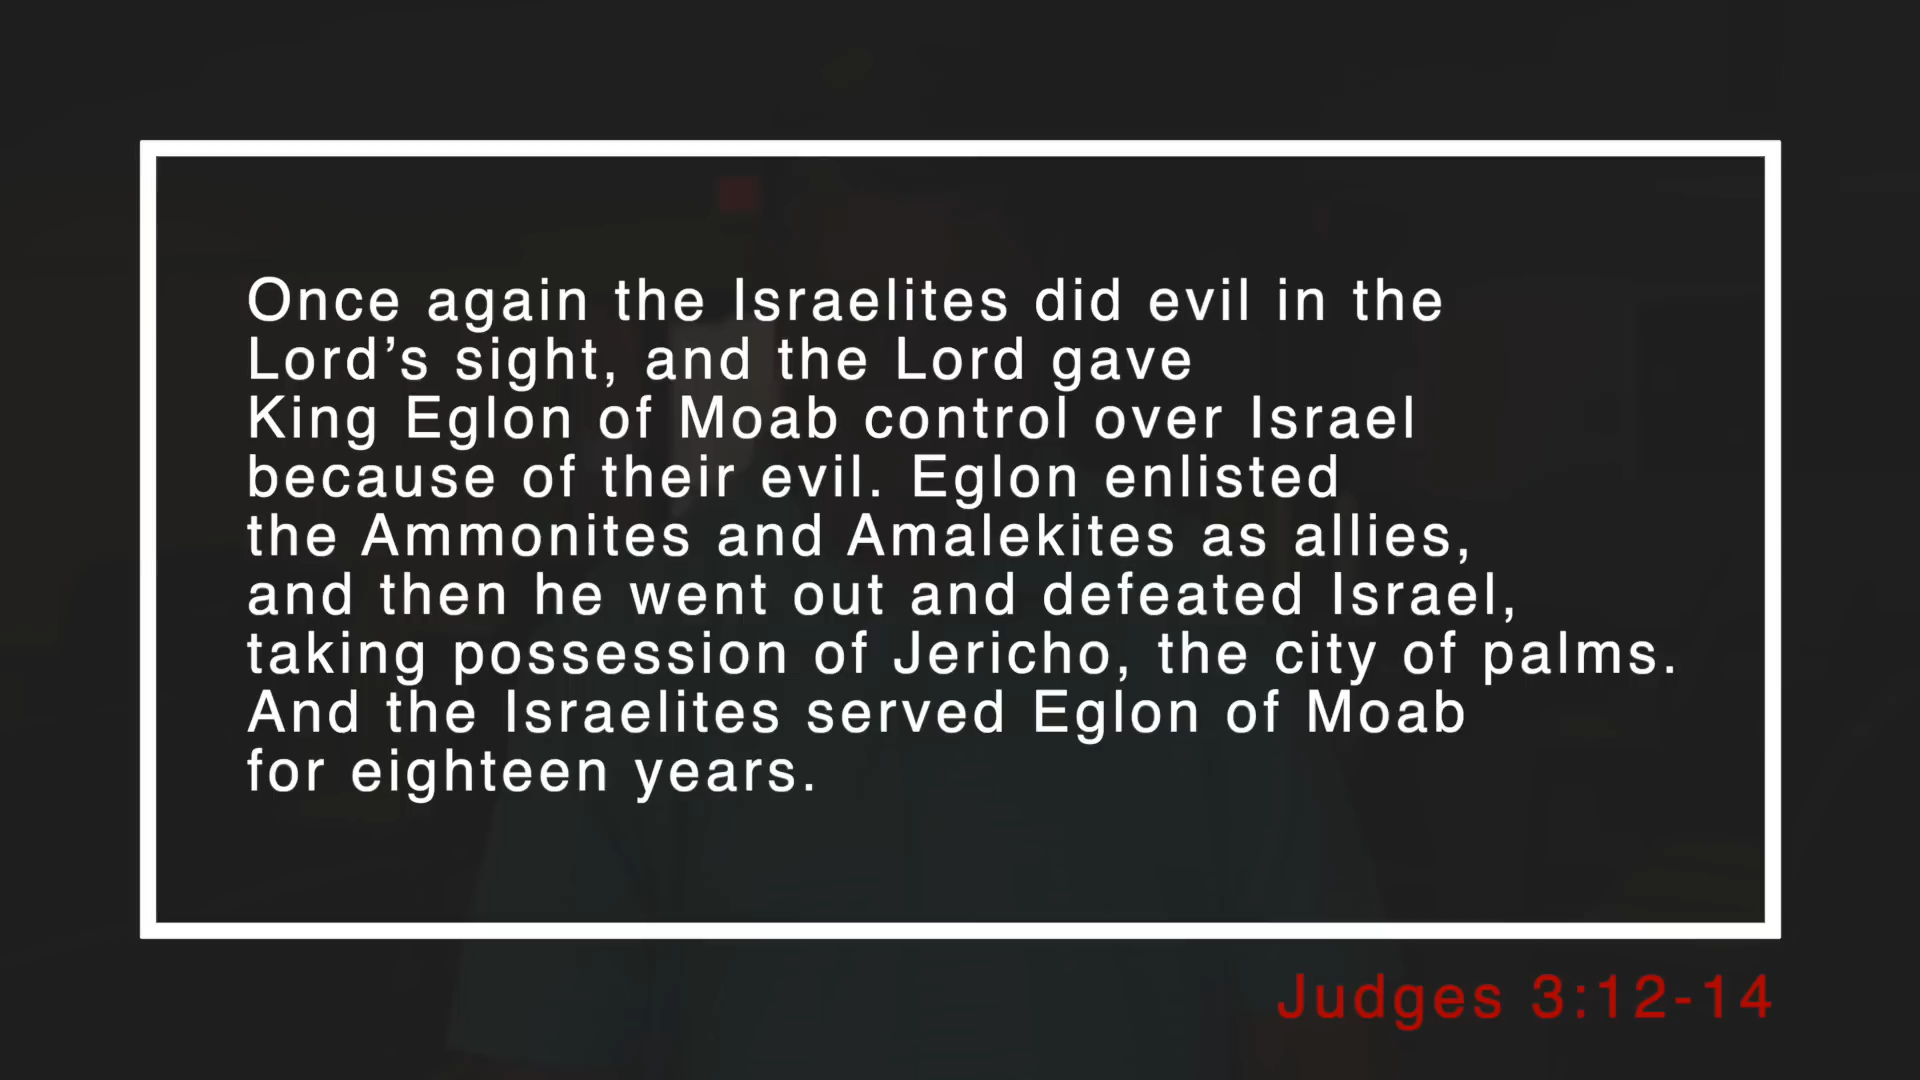 Once again the Israelites did evil in the
Lord’s sight, and the Lord gave
King Eglon of Moab control over Israel
because of their evil. Eglon enlisted
the Ammonites and Amalekites as allies,
and then he went out and defeated Israel,
taking possession of Jericho, the city of palms.
And the Israelites served Eglon of Moab
for eighteen years.
Judges 3:12-14